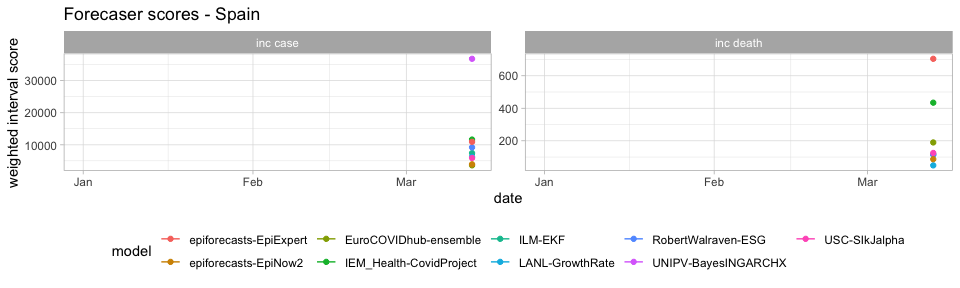 Forecaser scores - Spain
inc case
inc death
weighted interval score
30000
20000
10000
600
400
200
Jan
Feb
Mar
Jan
Feb
Mar
date
model
epiforecasts-EpiExpert
EuroCOVIDhub-ensemble
ILM-EKF
RobertWalraven-ESG
USC-SIkJalpha
epiforecasts-EpiNow2
IEM_Health-CovidProject
LANL-GrowthRate
UNIPV-BayesINGARCHX